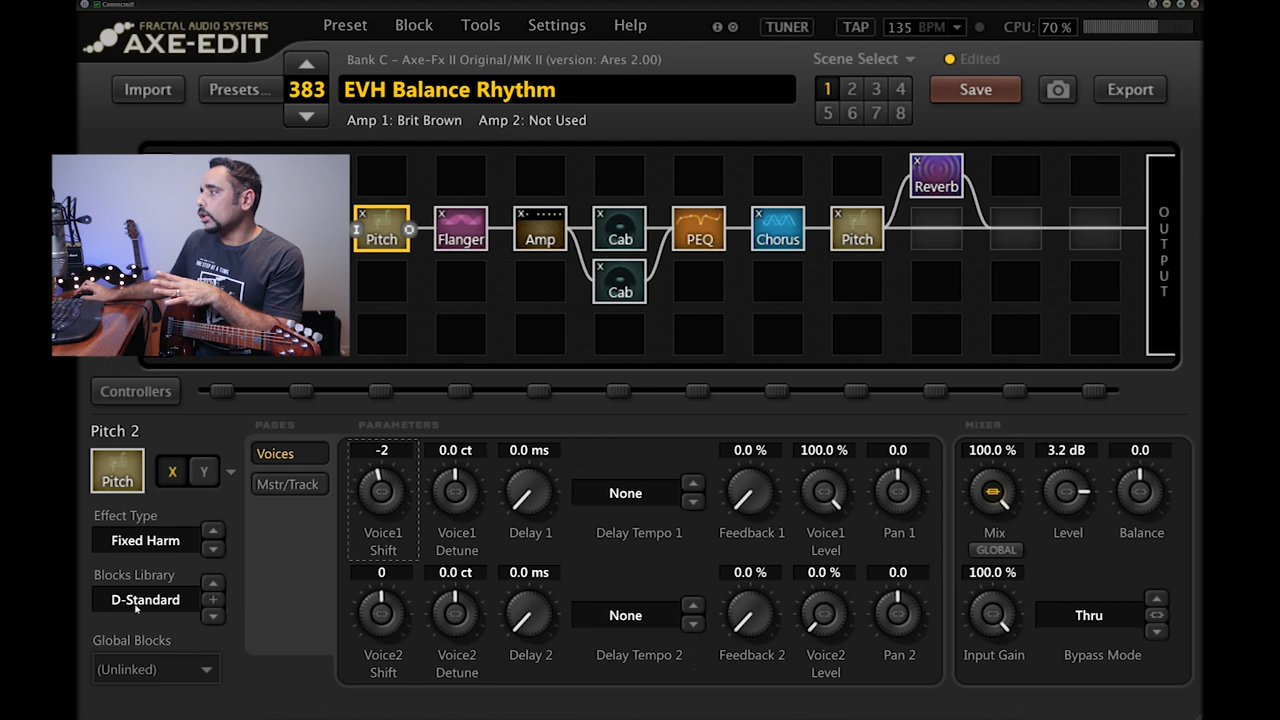 Connected!
FRACTAL AUDIO SYSTEMS
AXE-EDIT
Preset Block Tools Settings Help
TUNER TAP 135 BPM CPU: 70 %
Bank C - Axe-Fx II Original/MK II (version: Ares 2.00)
Scene Select Edited
Import Presets... 383 EVH Balance Rhythm
1 2 3 4
5 6 7 8
Save Export
Amp 1: Brit Brown Amp 2: Not Used
X Reverb
X Pitch Flanger X Amp X Cab X PEQ X Chorus X Pitch
X Cab
OUTPUT
Controllers
Pitch 2
Pitch
X Y
Effect Type
Fixed Harm
Blocks Library
D-Standard
Global Blocks
(Unlinked)
PAGES
Voices
Mstr/Track
PARAMETERS
-2 0.0 ct 0.0 ms 0.0 % 100.0 % 0.0
None
Voice1 Shift Voice1 Detune Delay 1 Delay Tempo 1 Feedback 1 Voice1 Level Pan 1
0 0.0 ct 0.0 ms 0.0 % 0.0 % 0.0
None
Voice2 Shift Voice2 Detune Delay 2 Delay Tempo 2 Feedback 2 Voice2 Level Pan 2
MIXER
100.0 % 3.2 dB 0.0
Mix Level Balance
GLOBAL
100.0 %
Thru
Input Gain Bypass Mode